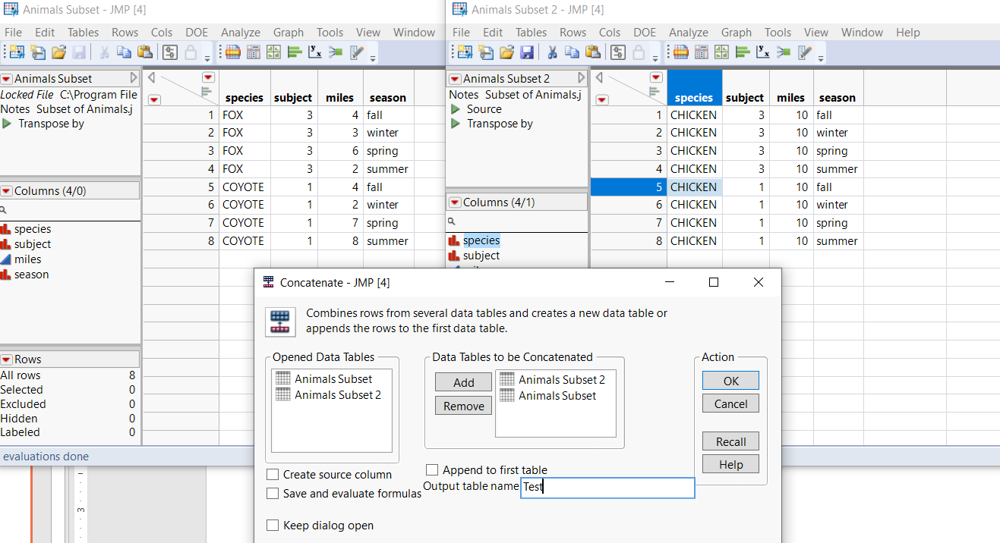 Animals Subset - JMP [4]
File Edit Tables Rows Cols DOE Analyze Graph Tools View Window
Animals Subset
Locked File C:\Program File
Notes Subset of Animals.j
Transpose by
Columns (4/0)
species
subject
miles
season
Rows
All rows 8
Selected 0
Excluded 0
Hidden 0
Labeled 0
species subject miles season
1 FOX 3 4 fall
2 FOX 3 3 winter
3 FOX 3 6 spring
4 FOX 3 2 summer
5 COYOTE 1 4 fall
6 COYOTE 1 2 winter
7 COYOTE 1 7 spring
8 COYOTE 1 8 summer
evaluations done
3
Animals Subset 2 - JMP [4]
File Edit Tables Rows Cols DOE Analyze Graph Tools View Window Help
Animals Subset 2
Notes Subset of Animals.j
Source
Transpose by
Columns (4/1)
species
subject
species subject miles season
1 CHICKEN 3 10 fall
2 CHICKEN 3 10 winter
3 CHICKEN 3 10 spring
4 CHICKEN 3 10 summer
5 CHICKEN 1 10 fall
6 CHICKEN 1 10 winter
7 CHICKEN 1 10 spring
8 CHICKEN 1 10 summer
Concatenate - JMP [4]
Combines rows from several data tables and creates a new data table or
appends the rows to the first data table.
Opened Data Tables
Animals Subset
Animals Subset 2
Data Tables to be Concatenated
Add
Remove
Animals Subset 2
Animals Subset
Action
OK
Cancel
Recall
Help
Create source column
Save and evaluate formulas
Keep dialog open
Append to first table
Output table name Test